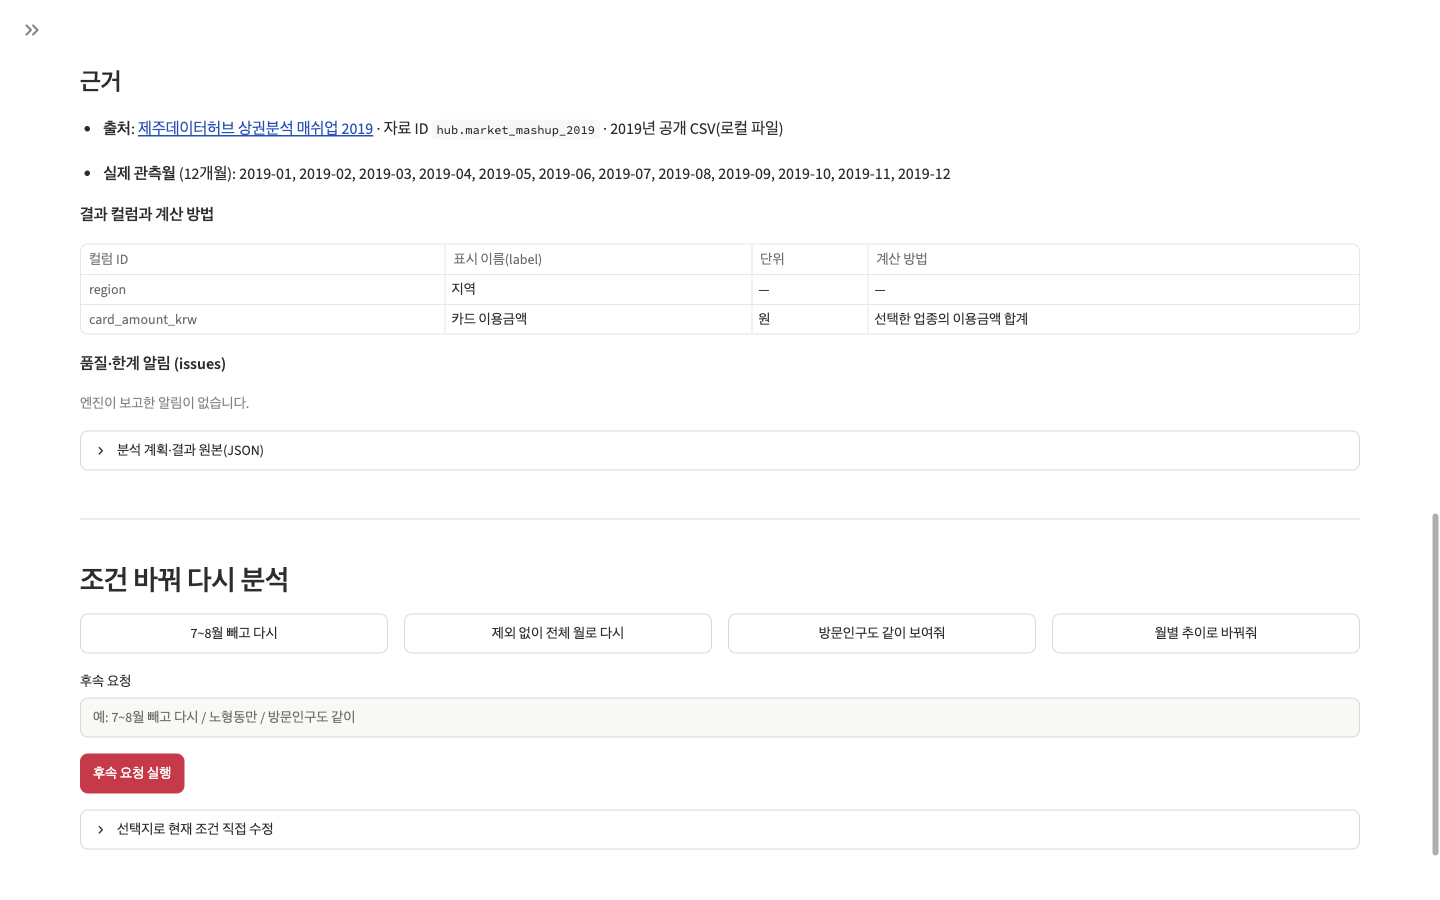 근거
출처: 제주데이터허브 상권분석 매쉬업 2019 · 자료 ID hub.market_mashup_2019 · 2019년 공개 CSV(로컬 파일)
실제 관측월 (12개월): 2019-01, 2019-02, 2019-03, 2019-04, 2019-05, 2019-06, 2019-07, 2019-08, 2019-09, 2019-10, 2019-11, 2019-12
결과 컬럼과 계산 방법
컬럼 ID 표시 이름(label) 단위 계산 방법
region 지역 — —
card_amount_krw 카드 이용금액 원 선택한 업종의 이용금액 합계
품질·한계 알림 (issues)
엔진이 보고한 알림이 없습니다.
분석 계획·결과 원본(JSON)
조건 바꿔 다시 분석
7~8월 빼고 다시 제외 없이 전체 월로 다시 방문인구도 같이 보여줘 월별 추이로 바꿔줘
후속 요청
예: 7~8월 빼고 다시 / 노형동만 / 방문인구도 같이
후속 요청 실행
선택지로 현재 조건 직접 수정